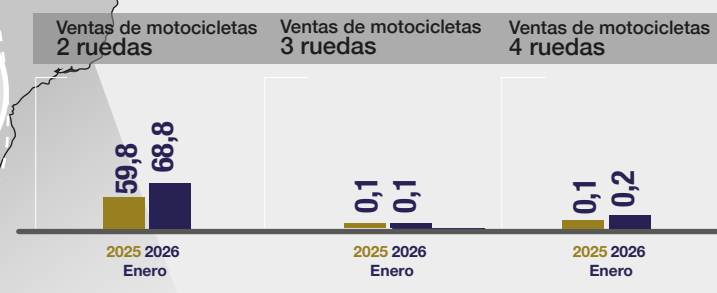 Ventas de motocicletas
2 ruedas
Ventas de motocicletas
3 ruedas
Ventas de motocicletas
4 ruedas
59,8
68,8
0,1
0,1
0,1
0,2
2025 2026
Enero
2025 2026
Enero
2025 2026
Enero